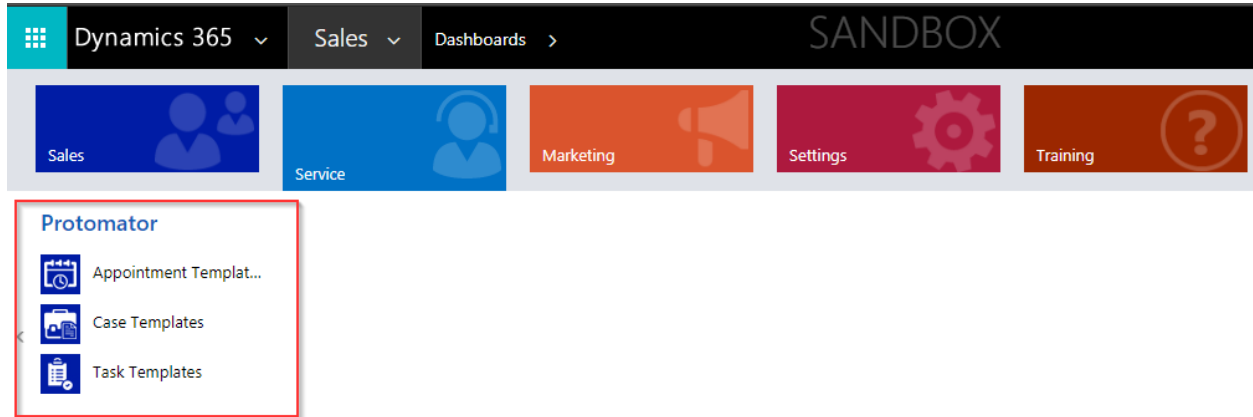 Dynamics 365 Sales Dashboards SANDBOX
Sales Service Marketing Settings Training
Protomator
Appointment Templat...
Case Templates
Task Templates